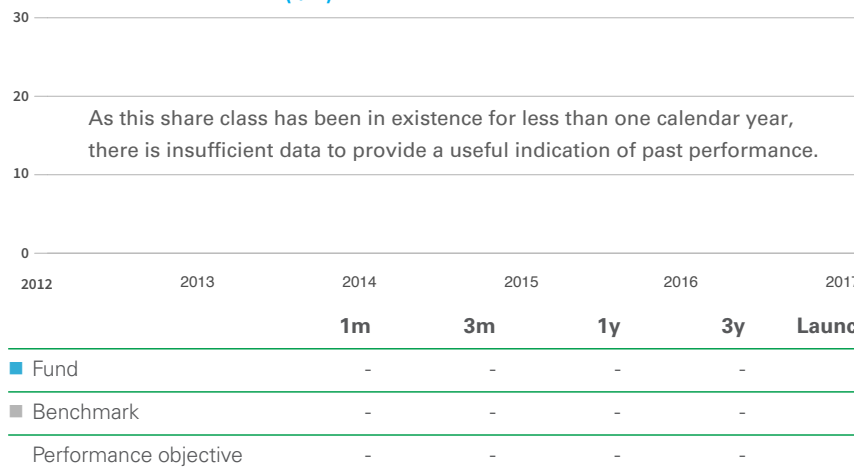 30
20
As this share class has been in existence for less than one calendar year,
there is insufficient data to provide a useful indication of past performance.
10
0
2012 2013 2014 2015 2016 2017
1m 3m 1y 3y
Fund - - - -
Benchmark - - - -
Performance objective - - - -